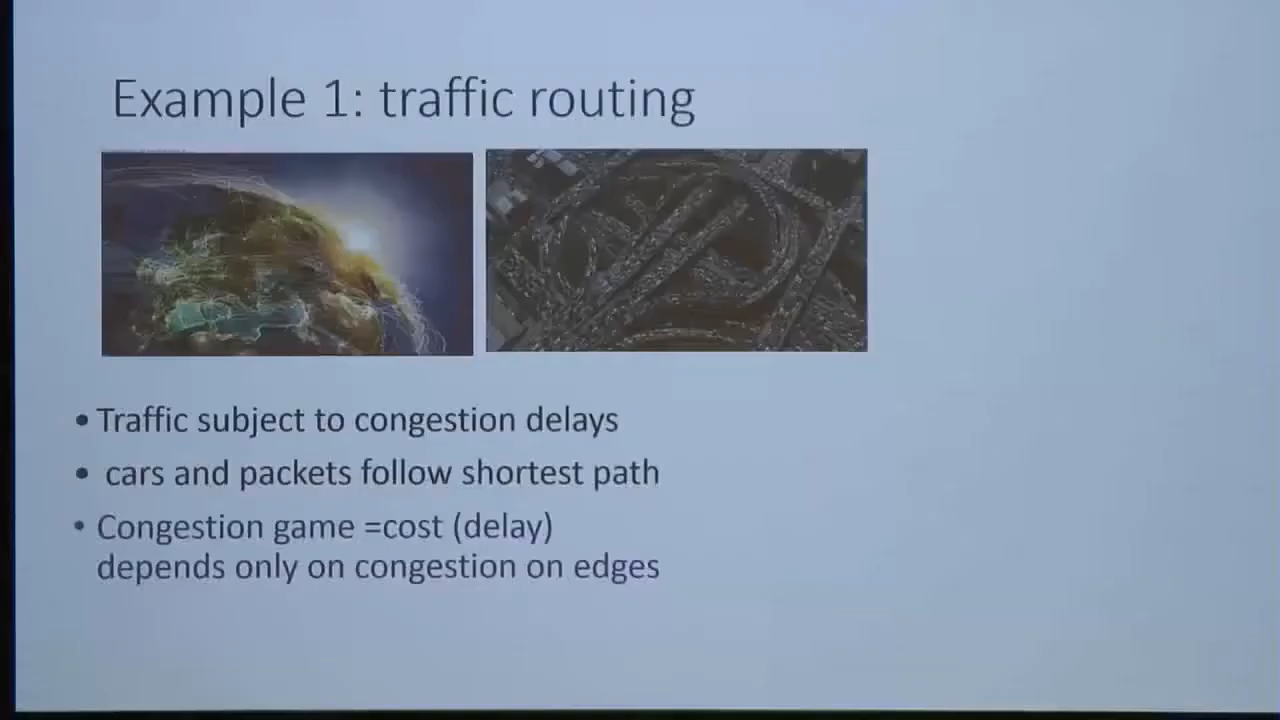 Example 1: traffic routing
• Traffic subject to congestion delays
• cars and packets follow shortest path
• Congestion game =cost (delay)
depends only on congestion on edges